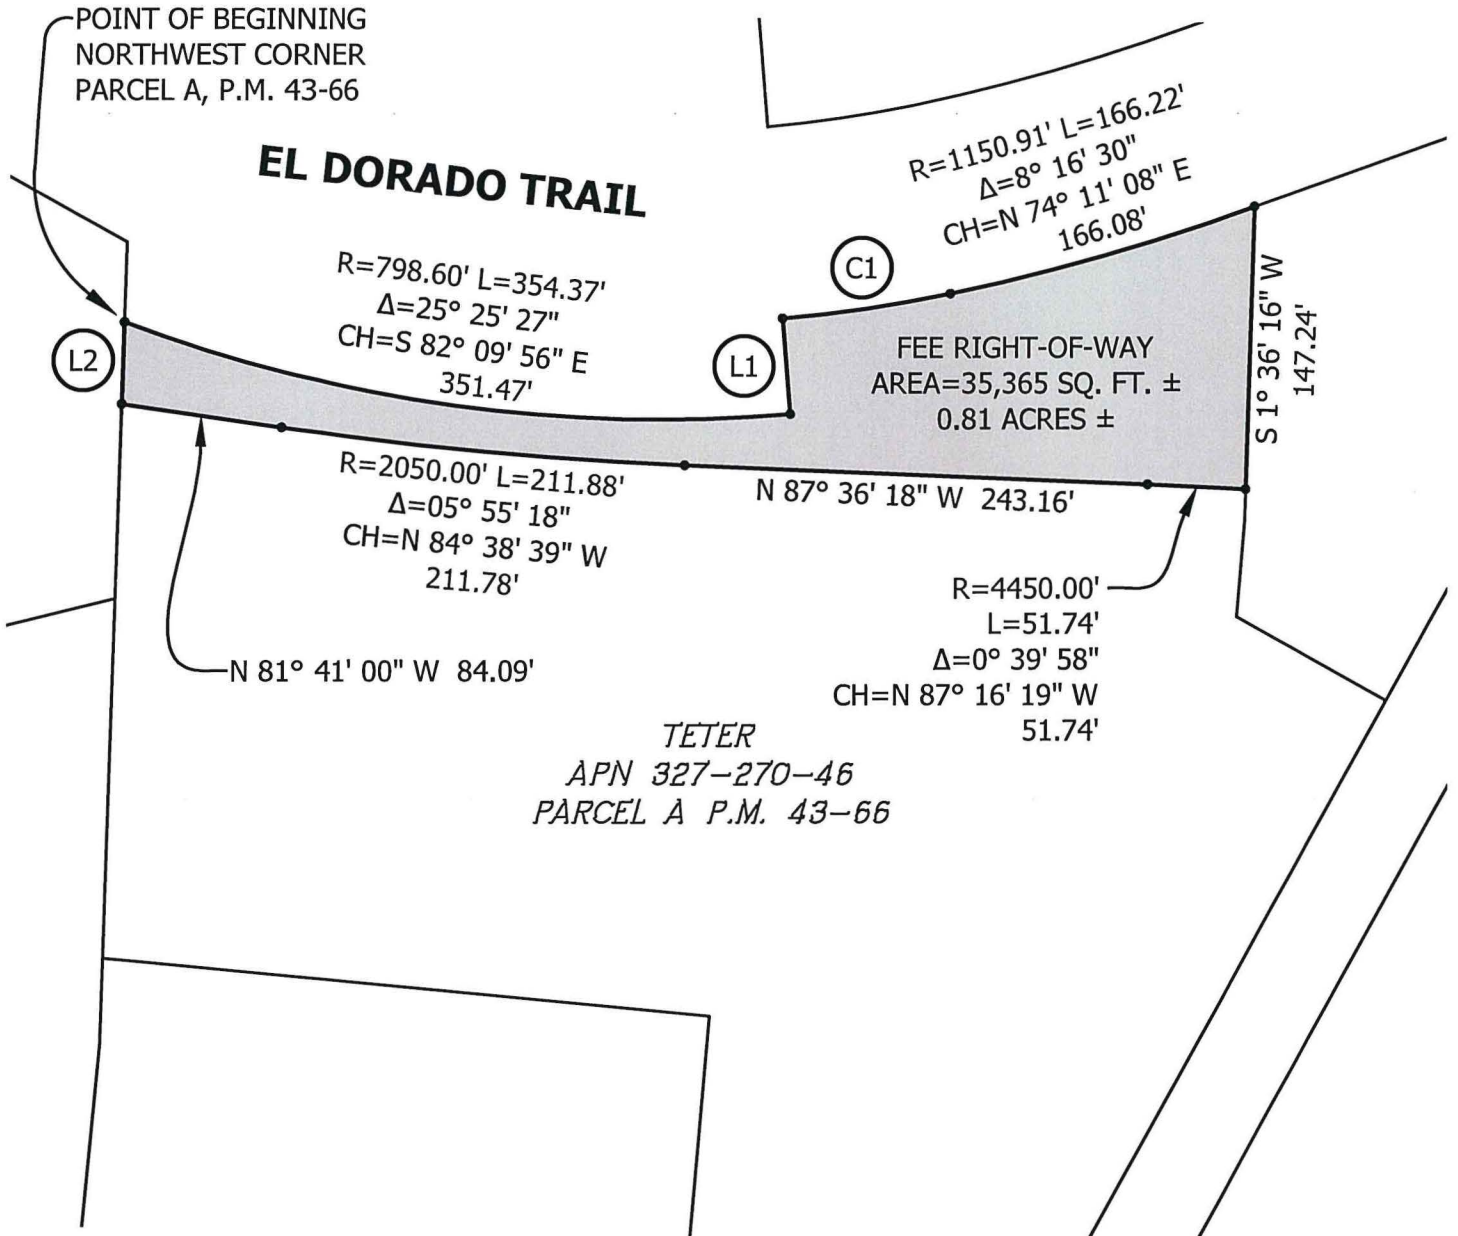 POINT OF BEGINNING
NORTHWEST CORNER
PARCEL A, P.M. 43-66
EL DORADO TRAIL
R=1150.91' L=166.22'
Δ=8° 16' 30"
CH=N 74° 11' 08" E
166.08'
R=798.60' L=354.37'
Δ=25° 25' 27"
CH=S 82° 09' 56" E
351.47'
C1
L2
L1
FEE RIGHT-OF-WAY
AREA=35,365 SQ. FT. ±
0.81 ACRES ±
S 1° 36' 16" W
147.24'
R=2050.00' L=211.88'
Δ=05° 55' 18"
CH=N 84° 38' 39" W
211.78'
N 87° 36' 18" W 243.16'
R=4450.00'
L=51.74'
Δ=0° 39' 58"
CH=N 87° 16' 19" W
51.74'
N 81° 41' 00" W 84.09'
TETER
APN 327-270-46
PARCEL A P.M. 43-66